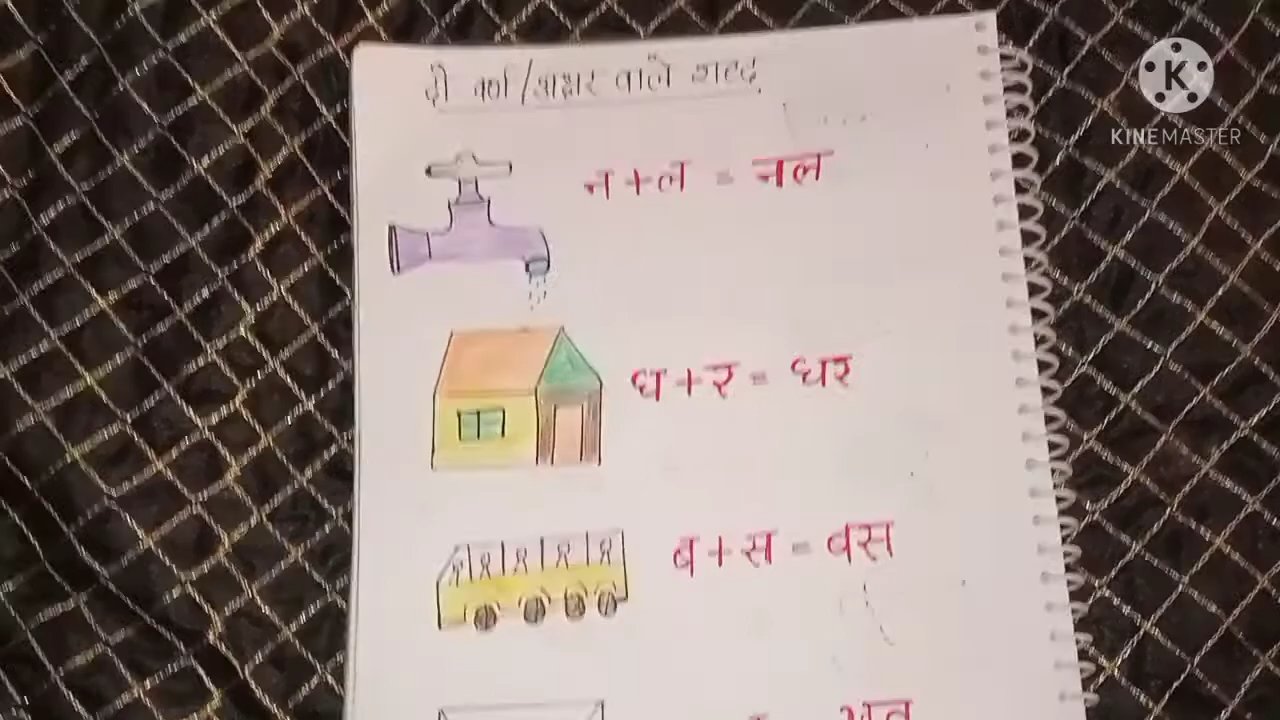 दो वर्ण/अक्षर वाले शब्द
न+ल = नल
घ+र = घर
ब+स = बस
KINEMASTER